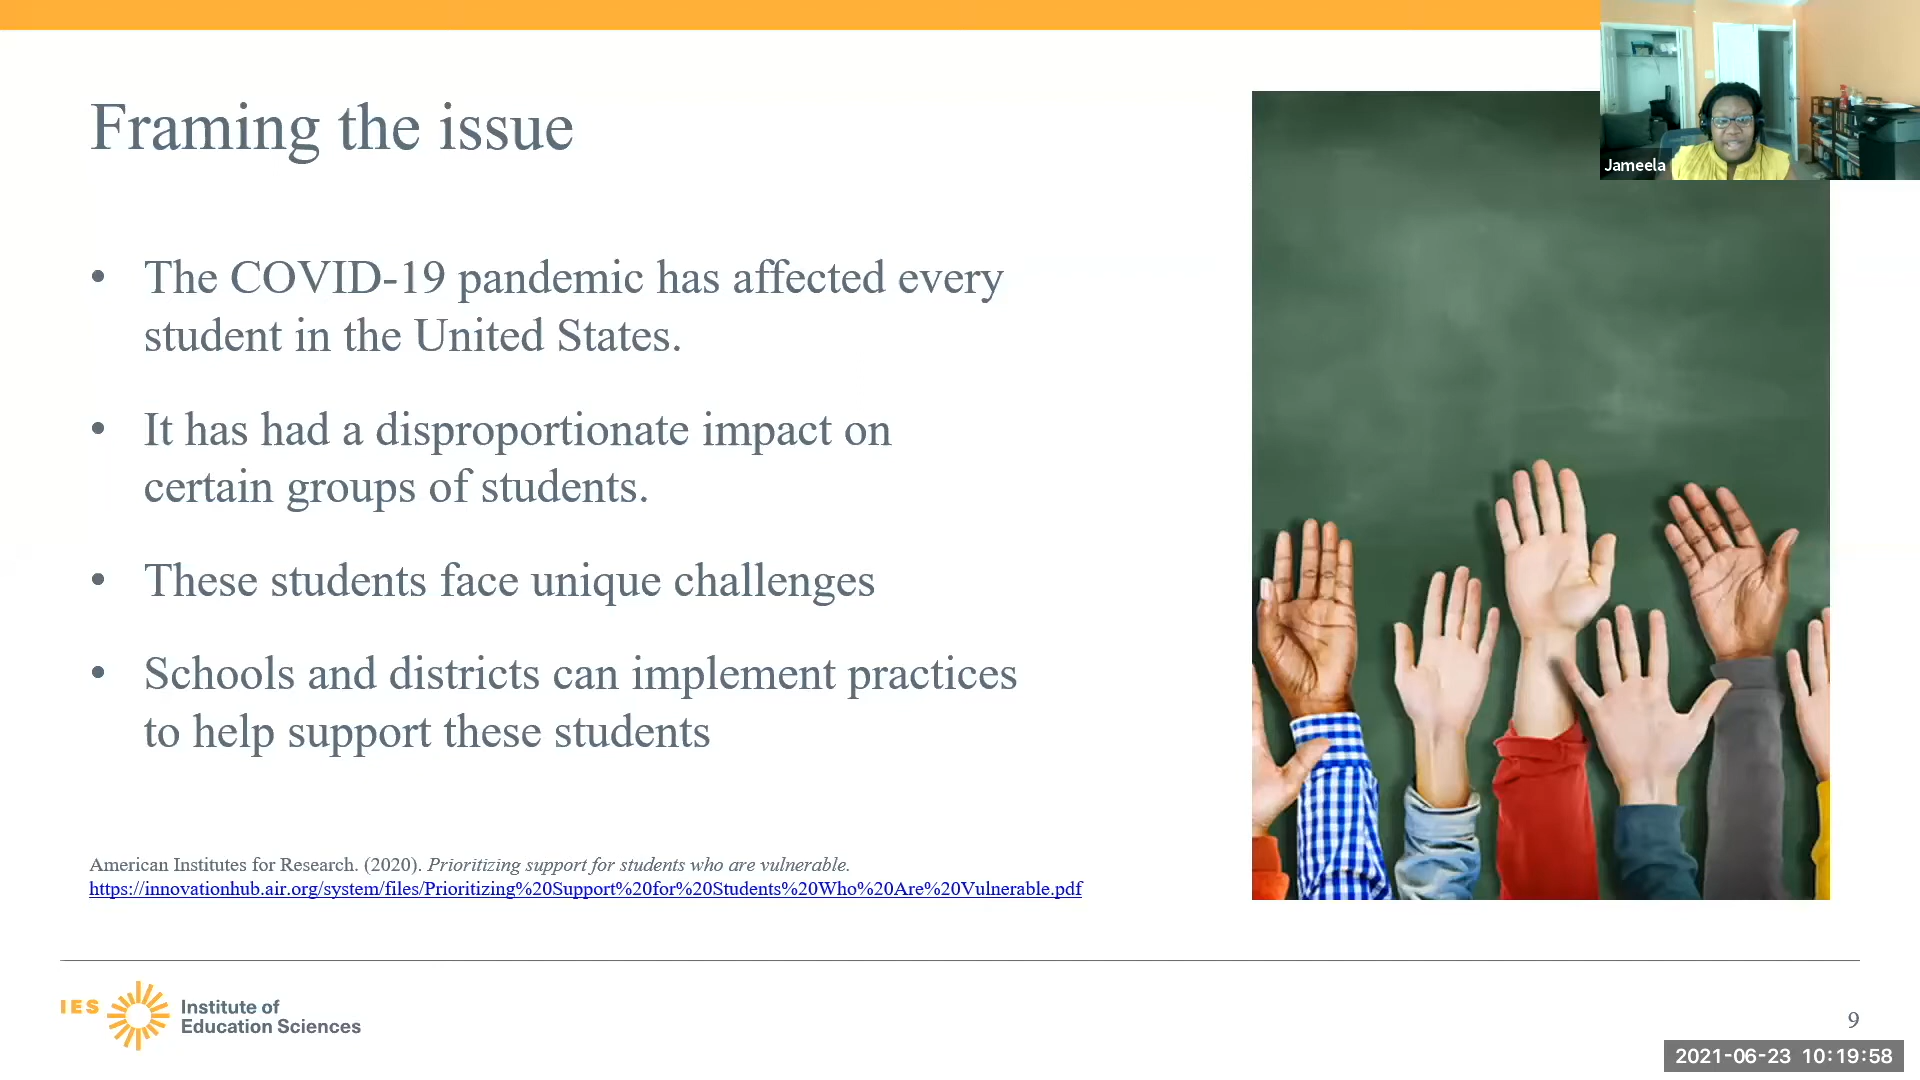 Jameela
Framing the issue
• The COVID-19 pandemic has affected every
student in the United States.
• It has had a disproportionate impact on
certain groups of students.
• These students face unique challenges
• Schools and districts can implement practices
to help support these students
American Institutes for Research. (2020). Prioritizing support for students who are vulnerable.
https://innovationhub.air.org/system/files/Prioritizing%20Support%20for%20Students%20Who%20Are%20Vulnerable.pdf
IES Institute of
Education Sciences
9
2021-06-23 10:19:58